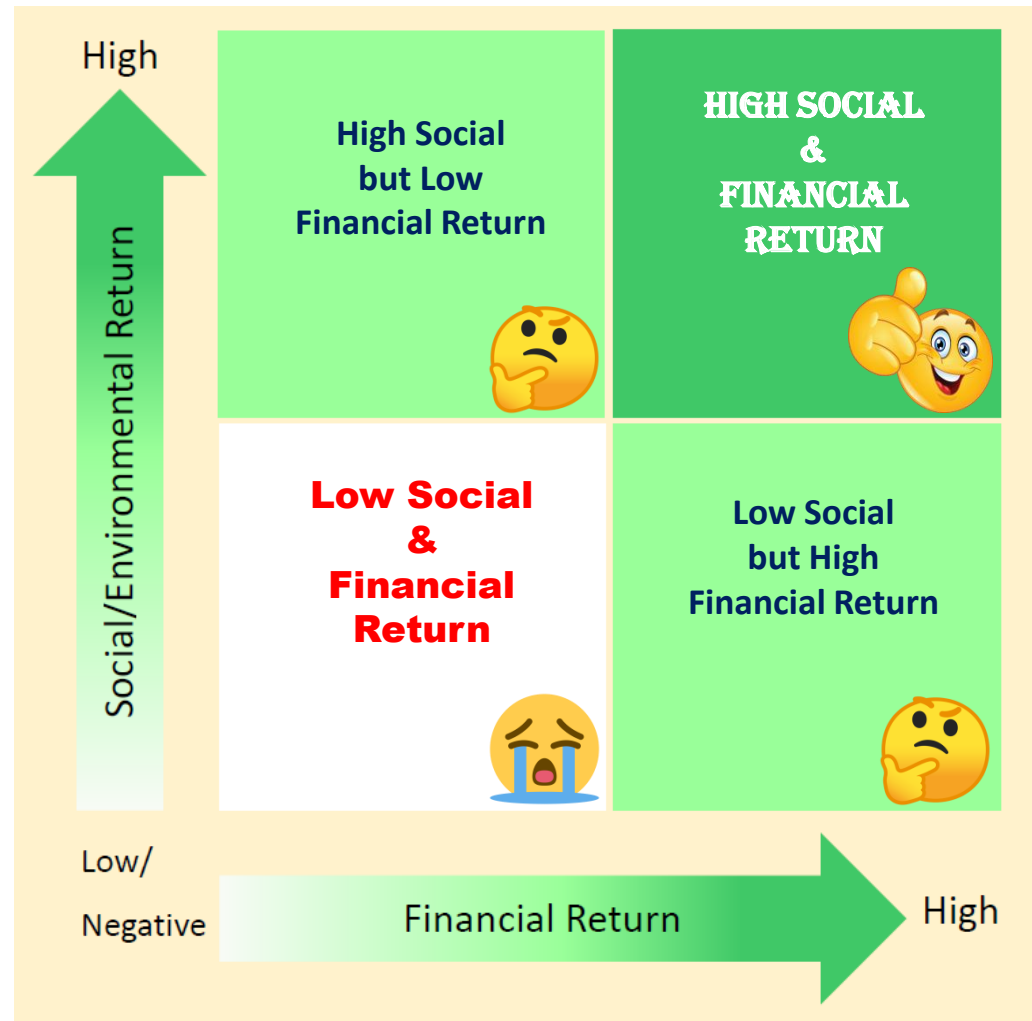 High
High Social
but Low
Financial Return
HIGH SOCIAL
&
FINANCIAL
RETURN
Social/Environmental Return
Low Social
&
Financial
Return
Low Social
but High
Financial Return
Low/
Negative
Financial Return
High